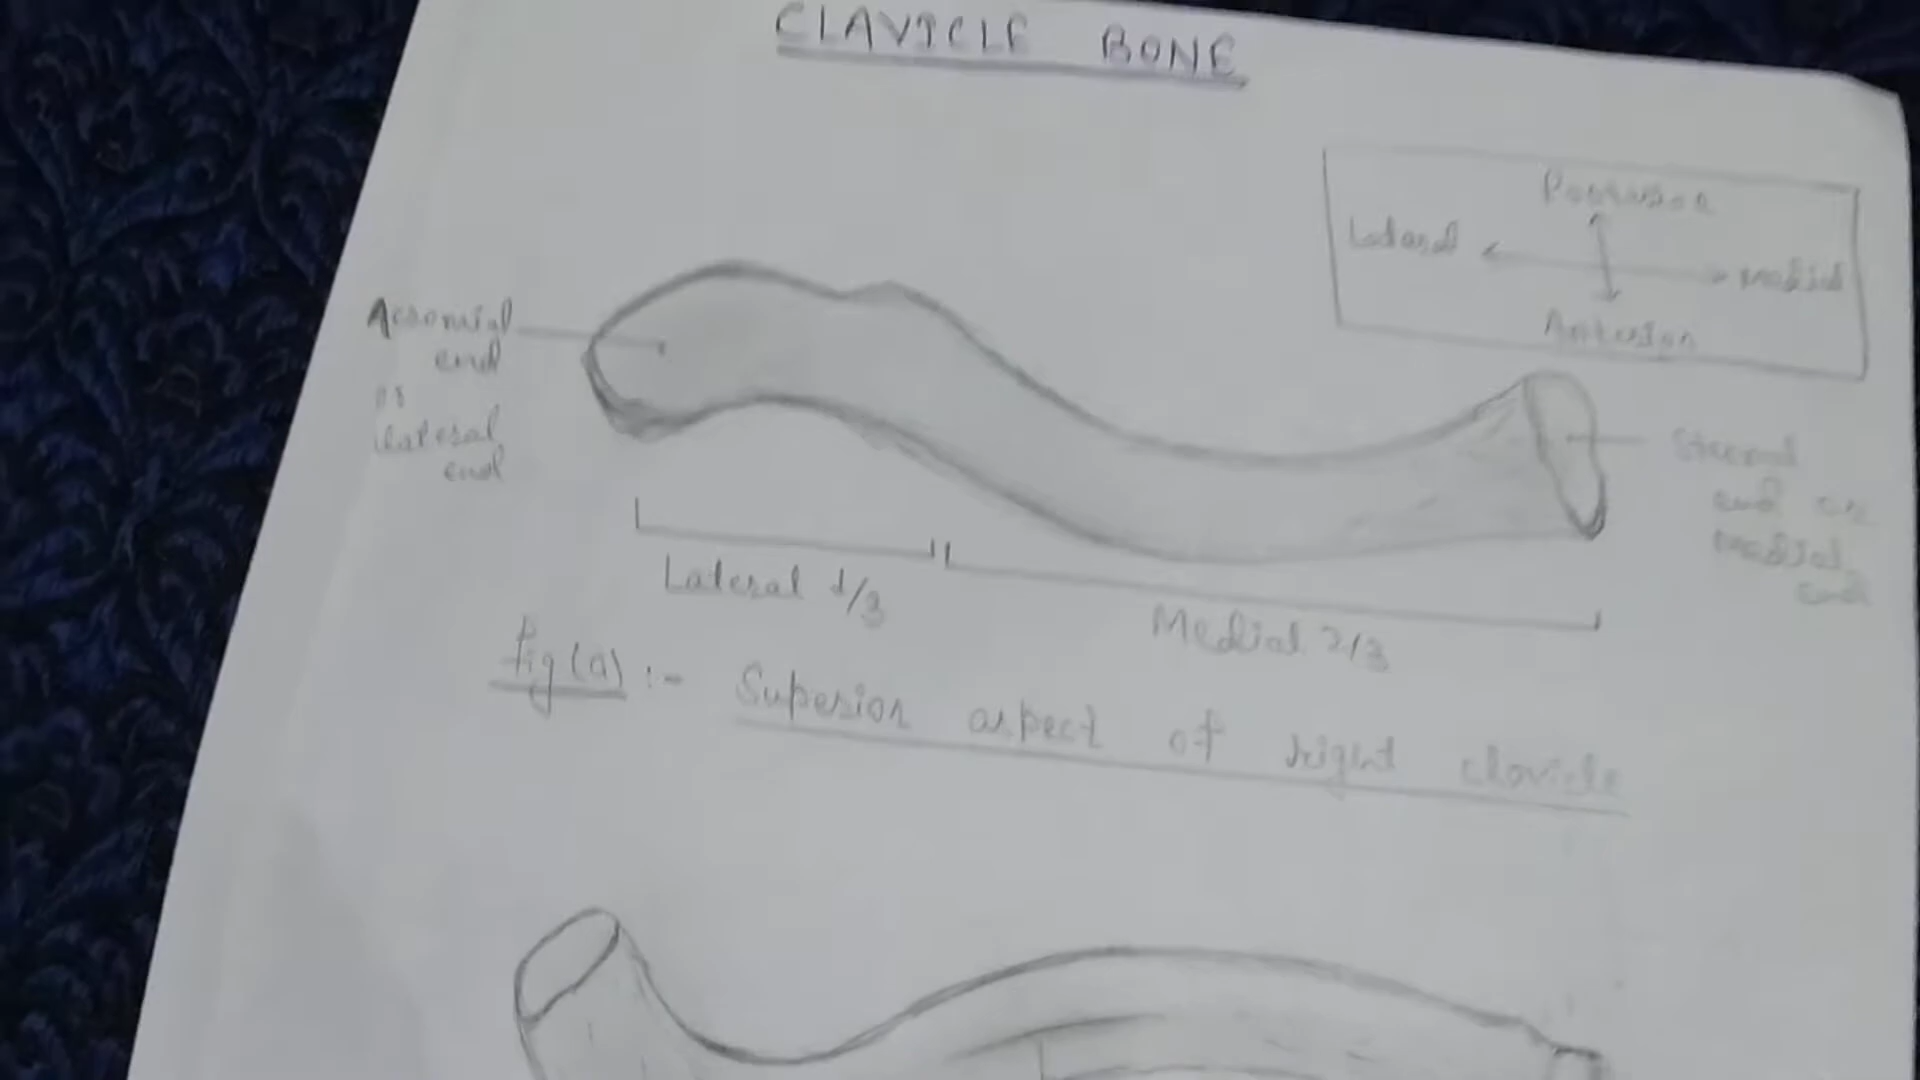 CLAVICLE BONE
Posterior
Lateral
Medial
Anterior
Acromial
end
or
lateral
end
Sternal
end or
Medial
end
Lateral 1/3
Medial 2/3
fig(a) :- Superior aspect of right clavicle